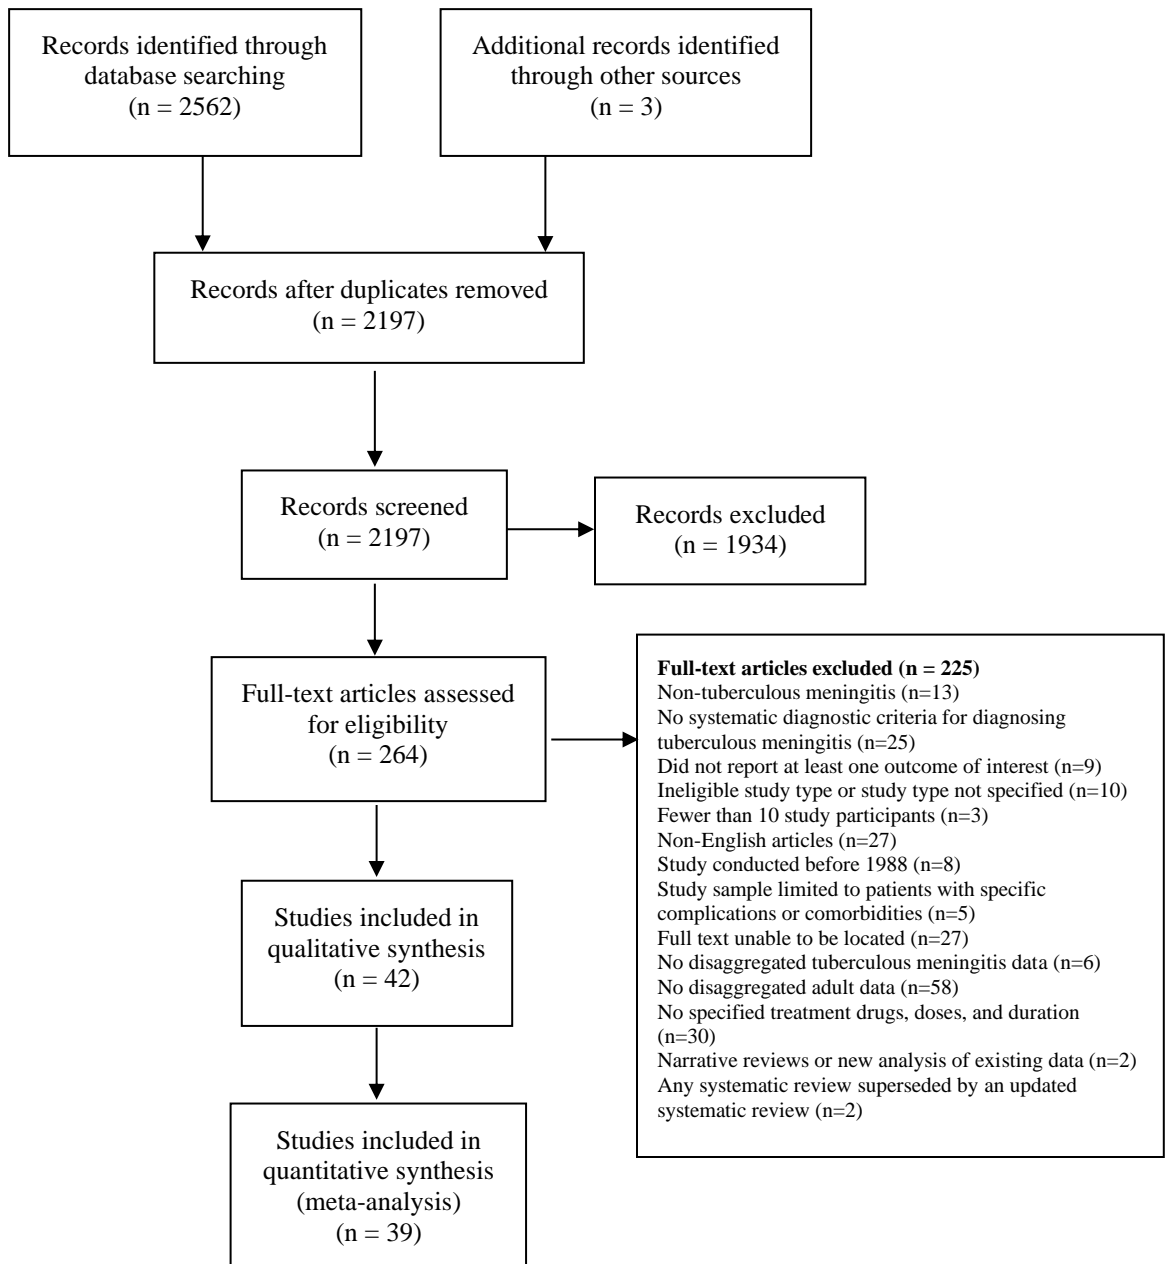 Records identified through
database searching
(n = 2562)
Additional records identified
through other sources
(n = 3)
Records after duplicates removed
(n = 2197)
Records screened
(n = 2197)
Records excluded
(n = 1934)
Full-text articles assessed
for eligibility
(n = 264)
Full-text articles excluded (n = 225)
Non-tuberculous meningitis (n=13)
No systematic diagnostic criteria for diagnosing
tuberculous meningitis (n=25)
Did not report at least one outcome of interest (n=9)
Ineligible study type or study type not specified (n=10)
Fewer than 10 study participants (n=3)
Non-English articles (n=27)
Study conducted before 1988 (n=8)
Study sample limited to patients with specific
complications or comorbidities (n=5)
Full text unable to be located (n=27)
No disaggregated tuberculous meningitis data (n=6)
No disaggregated adult data (n=58)
No specified treatment drugs, doses, and duration
(n=30)
Narrative reviews or new analysis of existing data (n=2)
Any systematic review superseded by an updated
systematic review (n=2)
Studies included in
qualitative synthesis
(n = 42)
Studies included in
quantitative synthesis
(meta-analysis)
(n = 39)